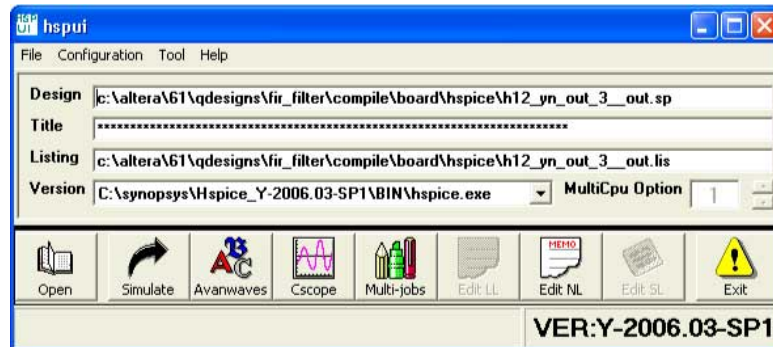 hspui
File Configuration Tool Help
Design c:\altera\61\qdesigns\fir_filter\compile\board\hspice\h12_yn_out_3__out.sp
Title ************************************************************************
Listing c:\altera\61\qdesigns\fir_filter\compile\board\hspice\h12_yn_out_3__out.lis
Version C:\synopsys\Hspice_Y-2006.03-SP1\BIN\hspice.exe MultiCpu Option 1
MEMO
Open Simulate Avanwaves Cscope Multi-jobs Edit LL Edit NL Edit SL Exit
VER:Y-2006.03-SP1